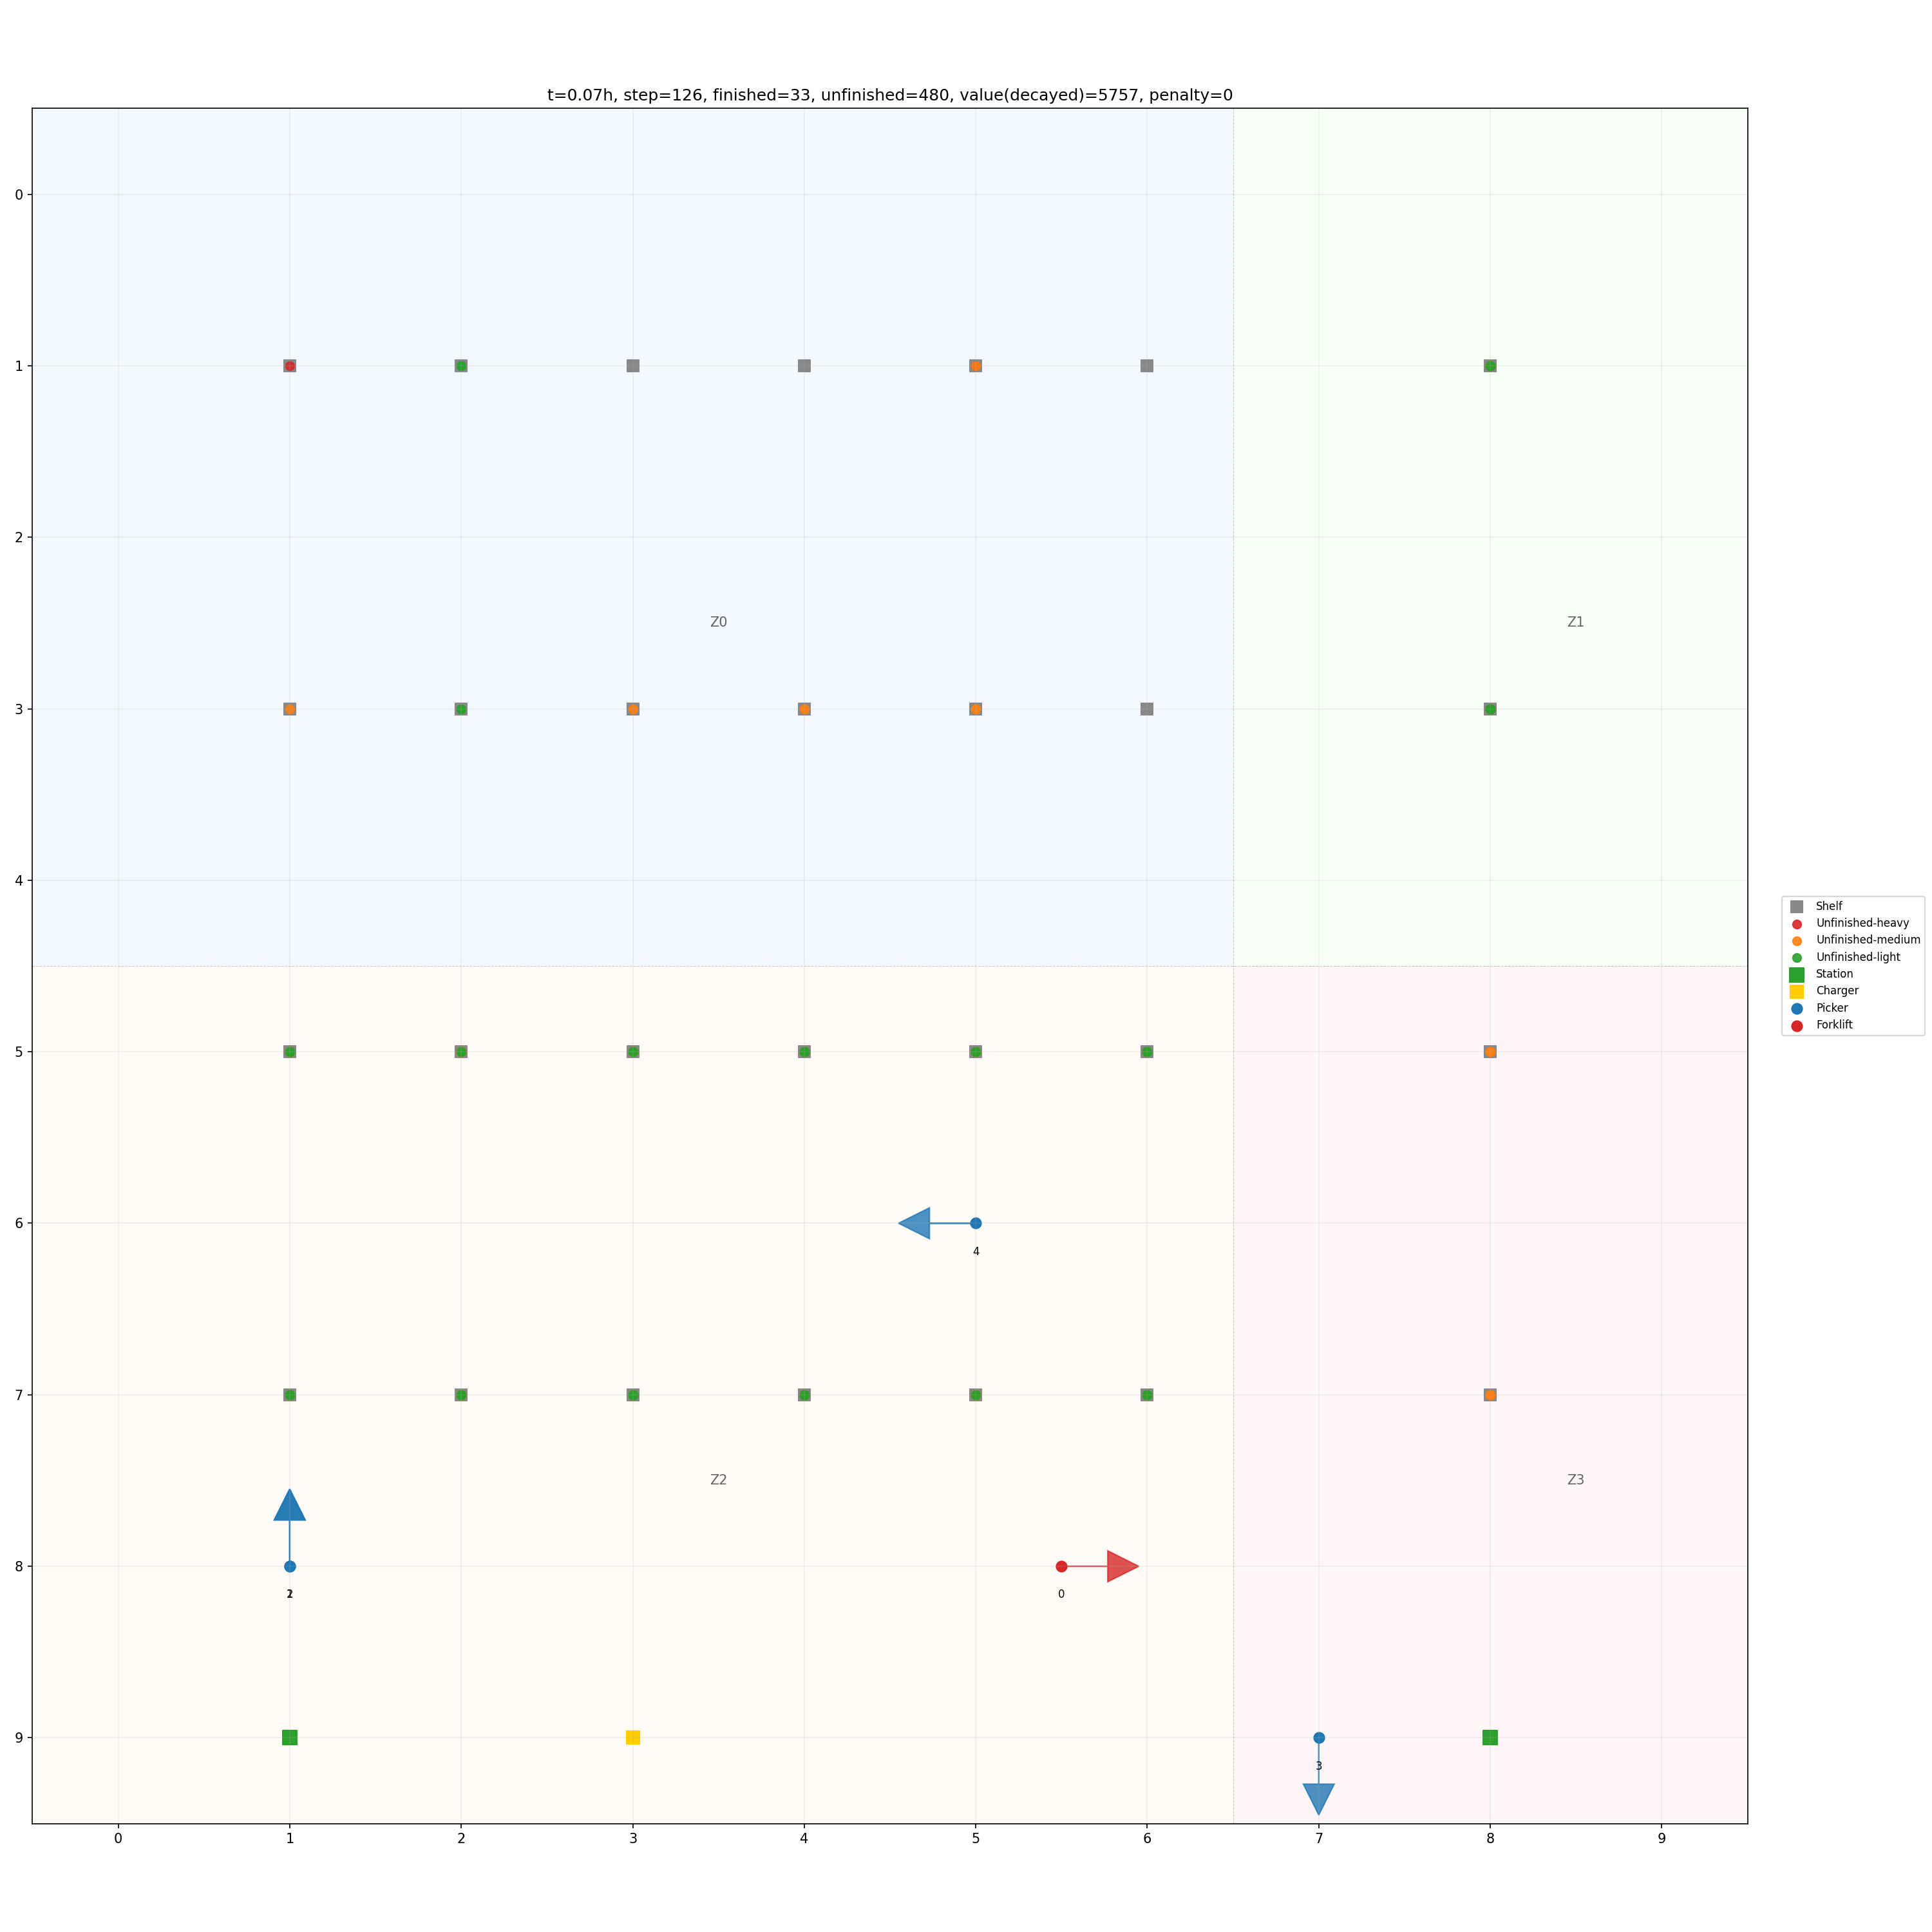 t=0.07h, step=126, finished=33, unfinished=480, value(decayed)=5757, penalty=0
0
1
2
Z0
Z1
3
4
Shelf
Unfinished-heavy
Unfinished-medium
Unfinished-light
Station
Charger
Picker
Forklift
5
6
4
7
Z2
Z3
8
0
9
3
0 1 2 3 4 5 6 7 8 9